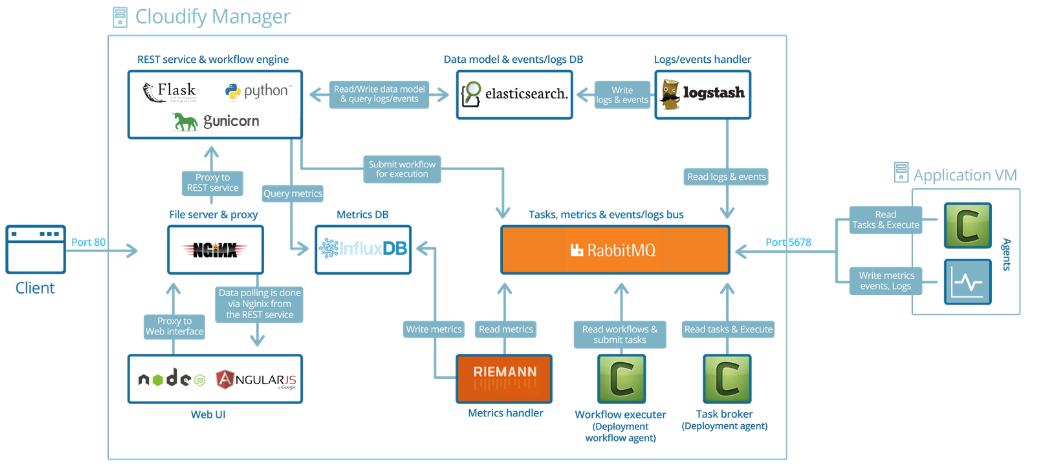 Cloudify Manager
REST service & workflow engine
Data model & events/logs DB
Logs/events handler
Flask
python
gunicorn
Read/Write data model
& query logs/events
elasticsearch.
Write
logs & events
logstash
Proxy to
REST service
Query metrics
Submit workflow
for execution
Read logs & events
Application VM
File server & proxy
Metrics DB
Tasks, metrics & events/logs bus
Read
Tasks & Execute
Port 80
NGINX
InfluxDB
RabbitMQ
Port 5678
Agents
Client
Write metrics
events, Logs
Data polling is done
via Nginix from
the REST service
Proxy to
Web interface
Write metrics
Read metrics
Read workflows &
submit tasks
Read tasks & Execute
node
JS
ANGULARJS
by Google
RIEMANN
C
C
C
Web UI
Metrics handler
Workflow executer
(Deployment
workflow agent)
Task broker
(Deployment agent)